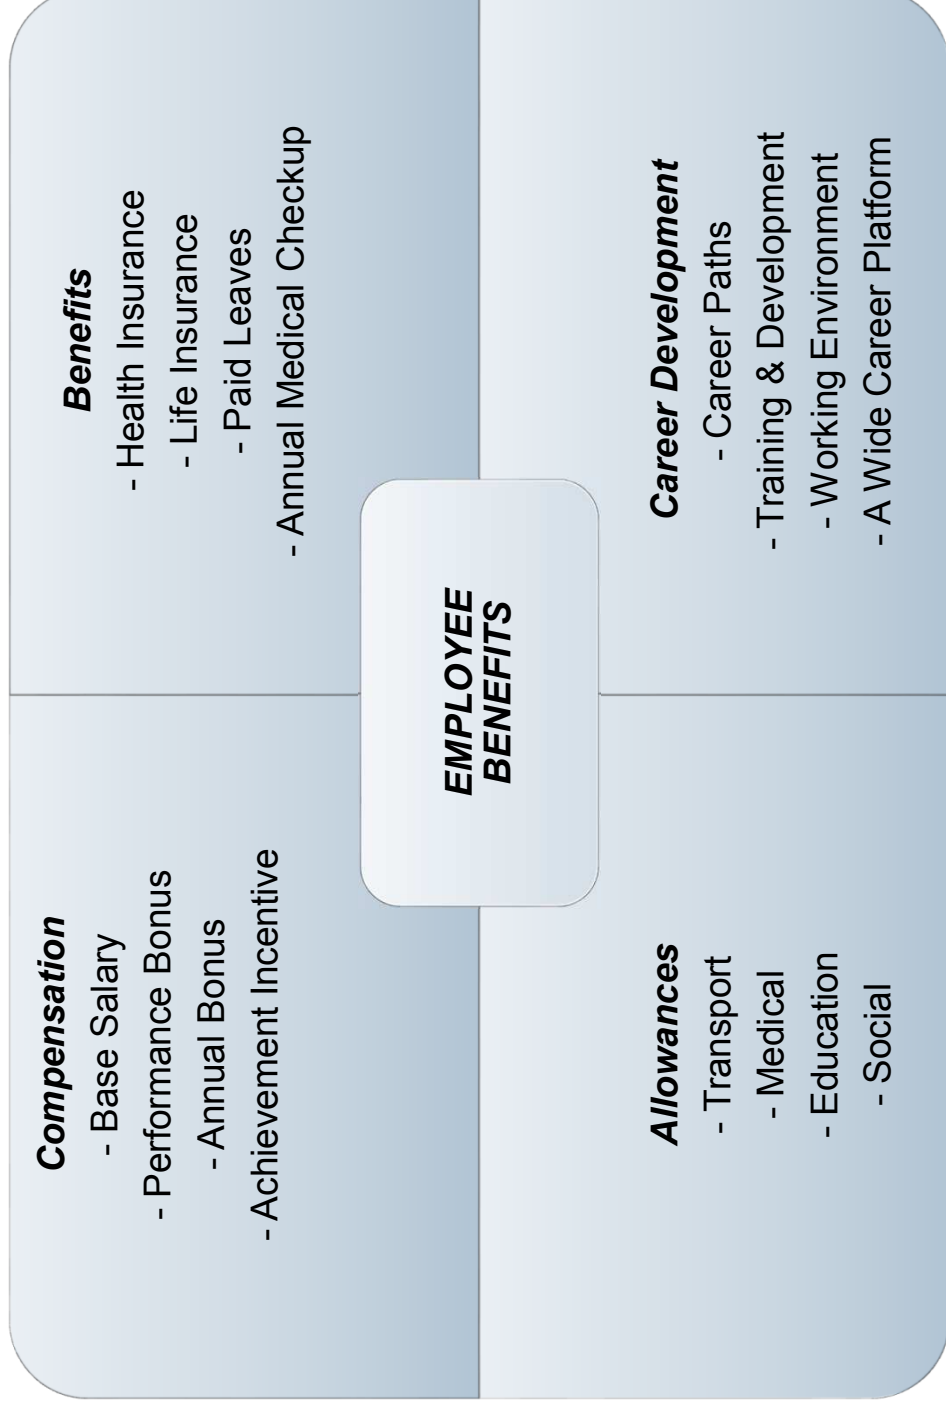 Compensation
- Base Salary
- Performance Bonus
- Annual Bonus
- Achievement Incentive
Benefits
- Health Insurance
- Life Insurance
- Paid Leaves
- Annual Medical Checkup
EMPLOYEE
BENEFITS
Allowances
- Transport
- Medical
- Education
- Social
Career Development
- Career Paths
- Training & Development
- Working Environment
- A Wide Career Platform